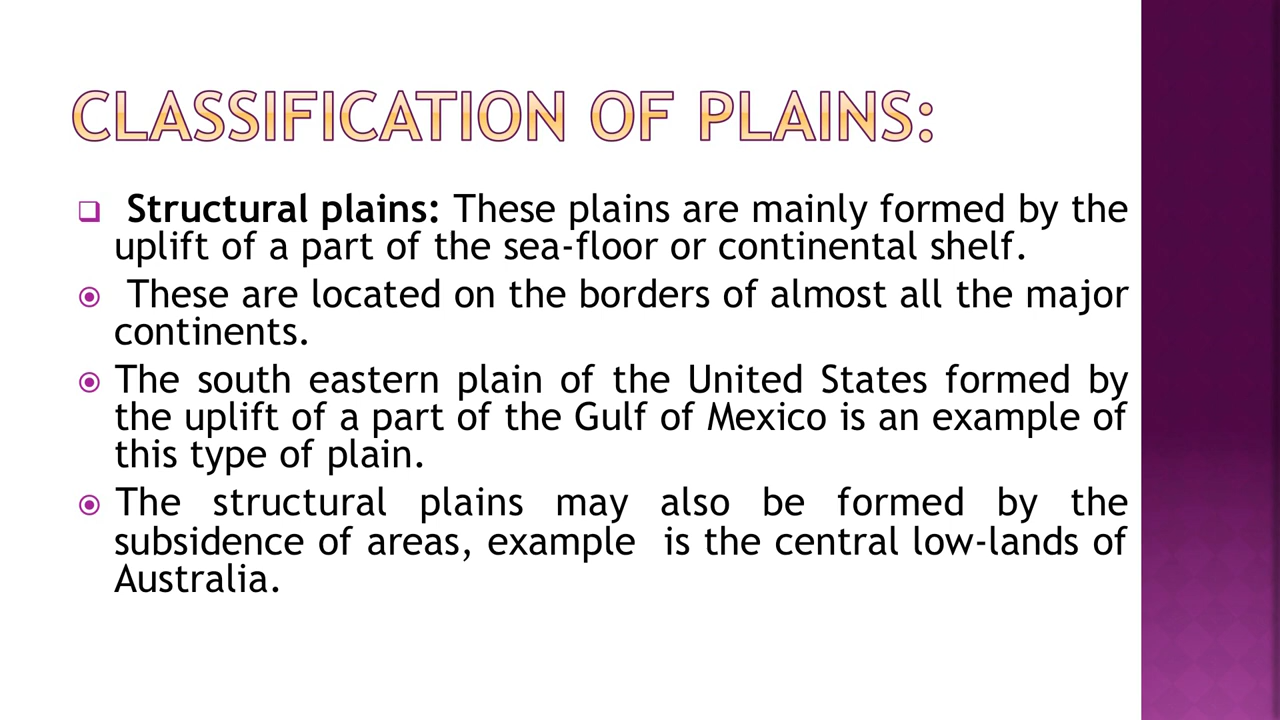 CLASSIFICATION OF PLAINS:
Structural plains: These plains are mainly formed by the
uplift of a part of the sea-floor or continental shelf.
These are located on the borders of almost all the major
continents.
The south eastern plain of the United States formed by
the uplift of a part of the Gulf of Mexico is an example of
this type of plain.
The structural plains may also be formed by the
subsidence of areas, example is the central low-lands of
Australia.